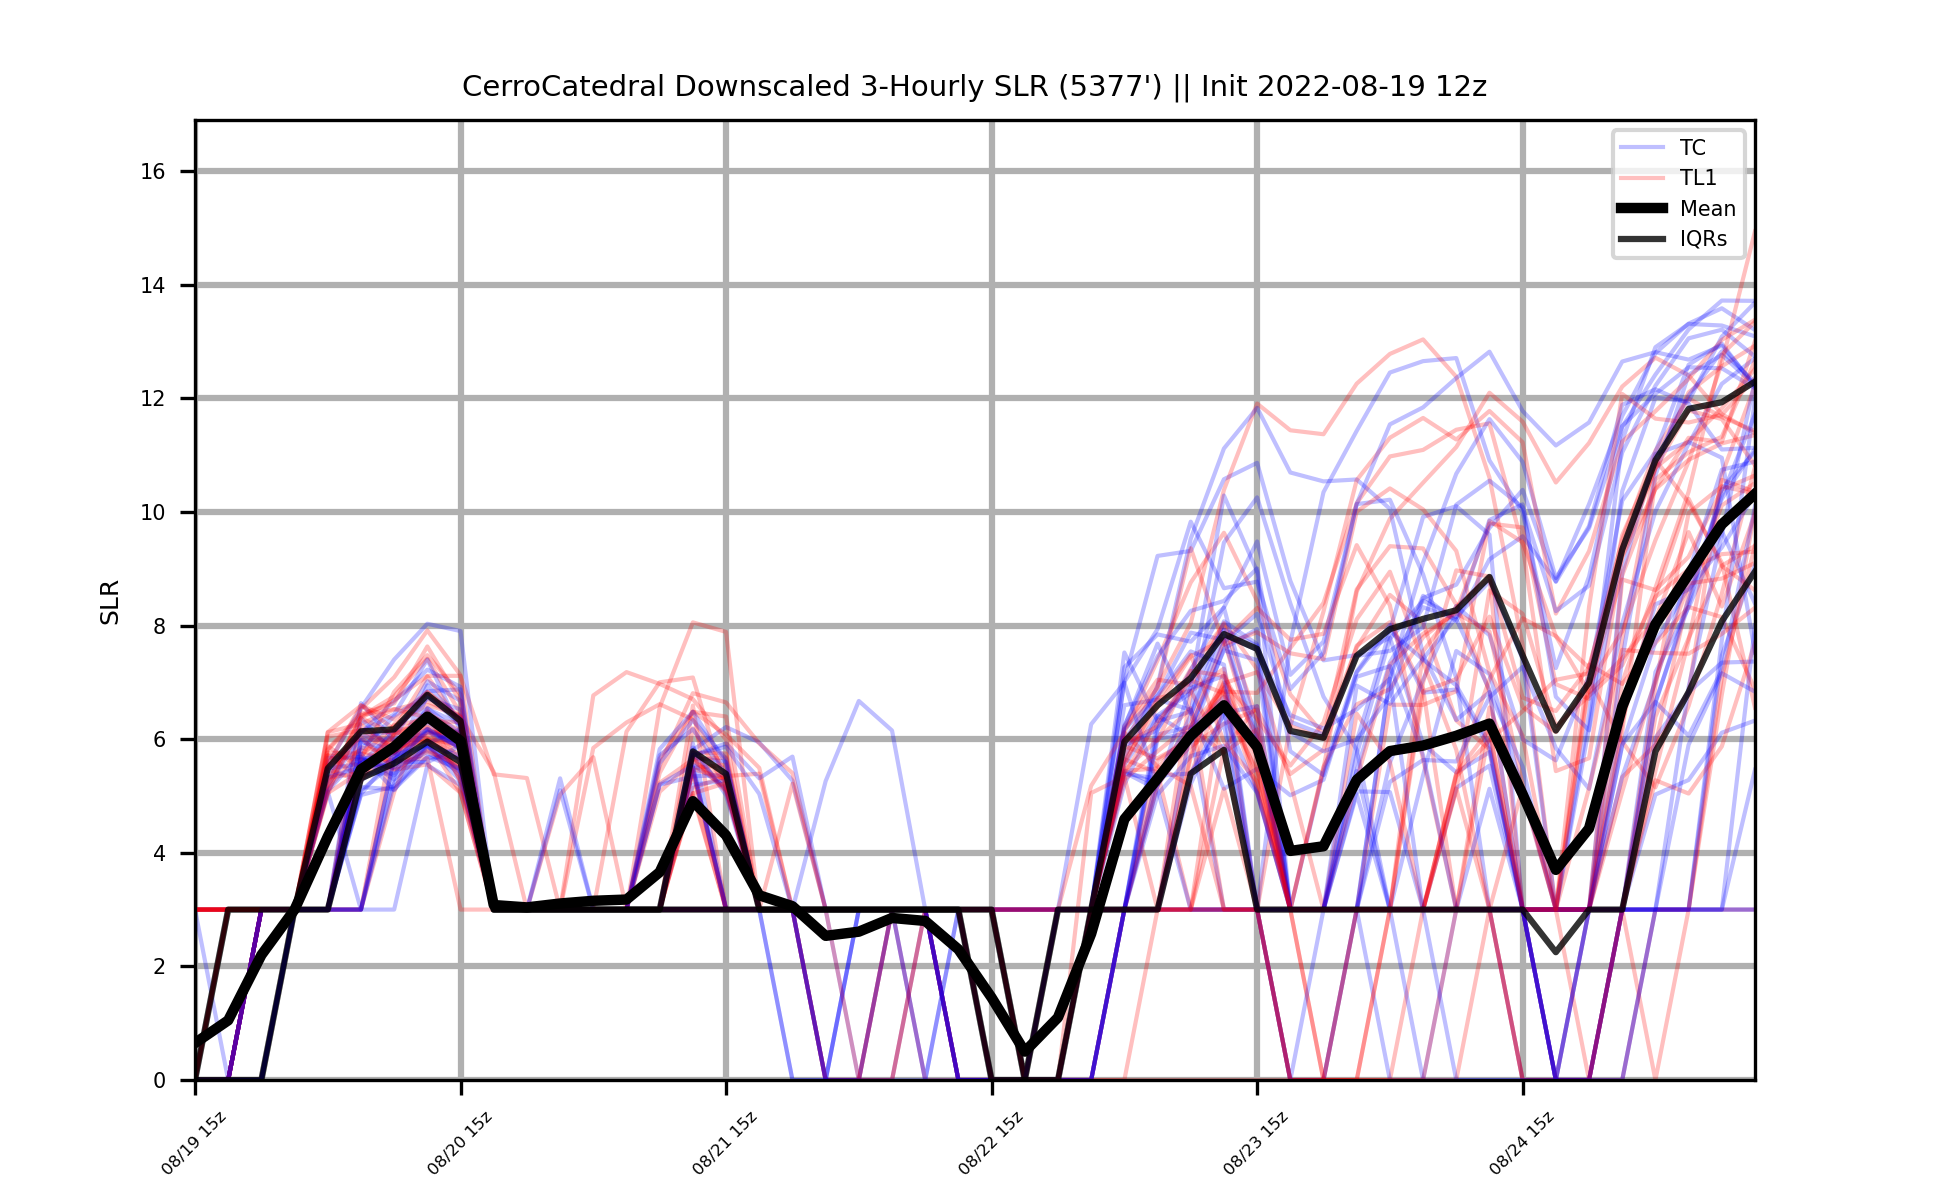 CerroCatedral Downscaled 3-Hourly SLR (5377') || Init 2022-08-19 12z
TC
TL1
Mean
IQRs
SLR
16
14
12
10
8
6
4
2
0
08/19 15z
08/20 15z
08/21 15z
08/22 15z
08/23 15z
08/24 15z